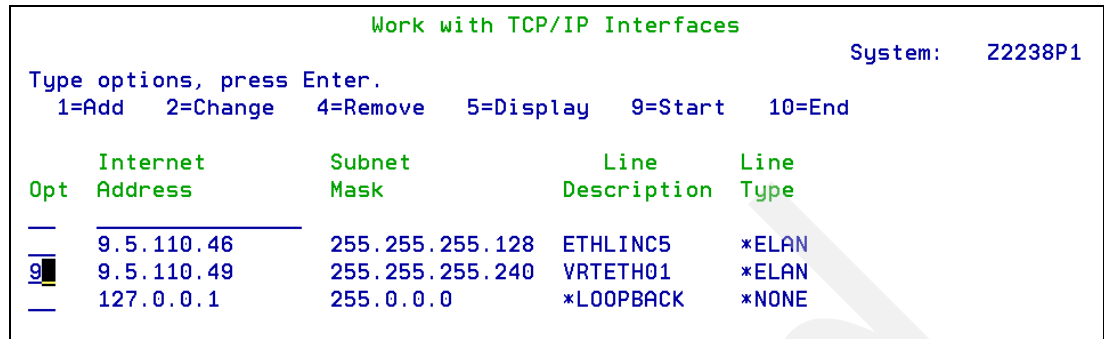 Work with TCP/IP Interfaces
System: Z2238P1
Type options, press Enter.
1=Add 2=Change 4=Remove 5=Display 9=Start 10=End
Internet Subnet Line Line
Opt Address Mask Description Type
9.5.110.46 255.255.255.128 ETHLINC5 *ELAN
9 9.5.110.49 255.255.255.240 VRTETH01 *ELAN
127.0.0.1 255.0.0.0 *LOOPBACK *NONE